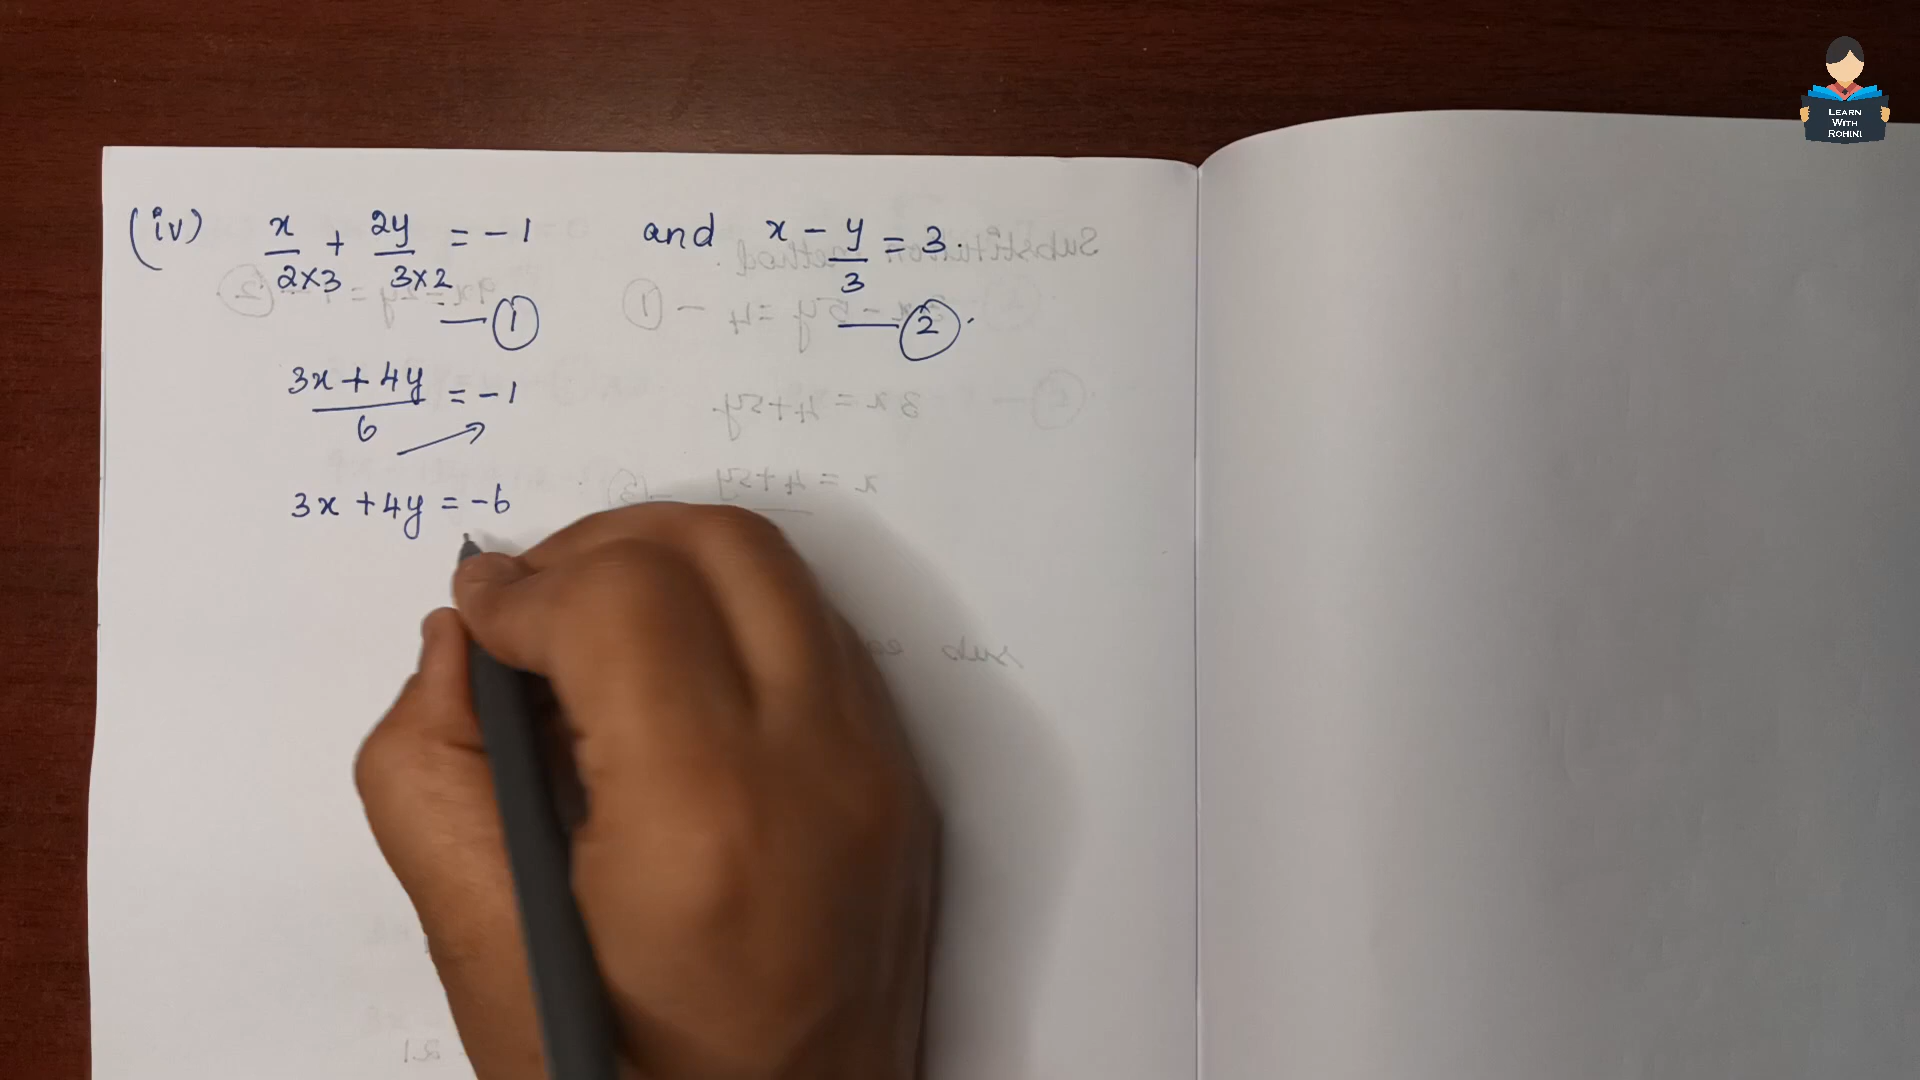 (iv) x/2×3 + 2y/3×2 = -1 and x - y/3 = 3.
— ① — ② .
3x + 4y / 6 = -1
3x + 4y = -6
LEARN
WITH
ROHINI